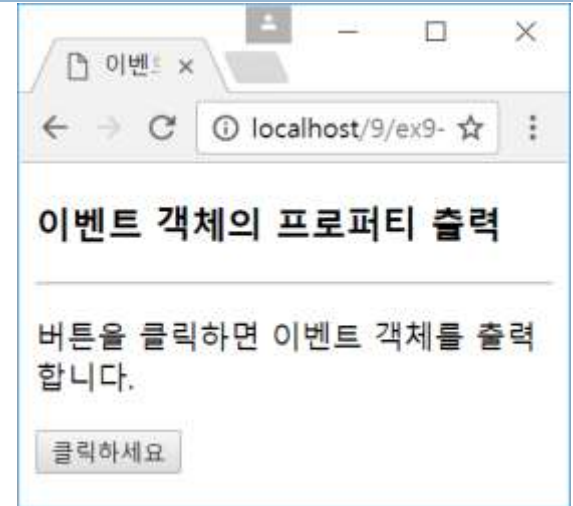 이벤
localhost/9/ex9-
이벤트 객체의 프로퍼티 출력
버튼을 클릭하면 이벤트 객체를 출력
합니다.
클릭하세요